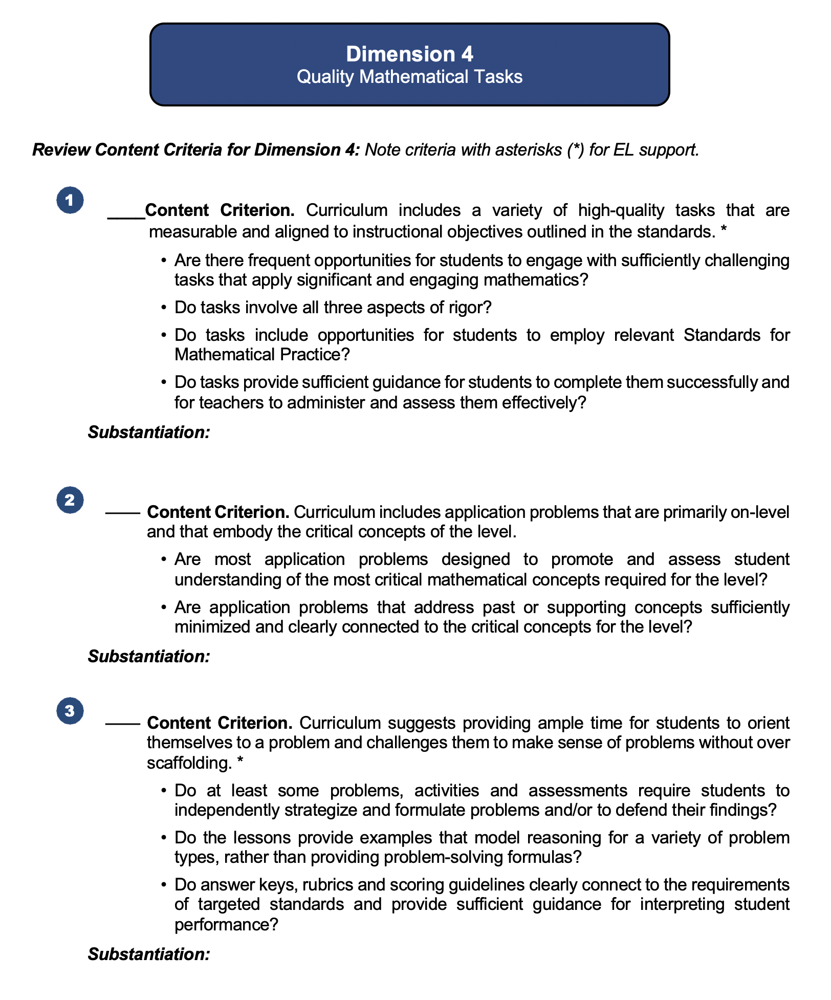 Dimension 4
Quality Mathematical Tasks
Review Content Criteria for Dimension 4: Note criteria with asterisks (*) for EL support.
1
____Content Criterion. Curriculum includes a variety of high-quality tasks that are
measurable and aligned to instructional objectives outlined in the standards. *
• Are there frequent opportunities for students to engage with sufficiently challenging
tasks that apply significant and engaging mathematics?
• Do tasks involve all three aspects of rigor?
• Do tasks include opportunities for students to employ relevant Standards for
Mathematical Practice?
• Do tasks provide sufficient guidance for students to complete them successfully and
for teachers to administer and assess them effectively?
Substantiation:
2
____ Content Criterion. Curriculum includes application problems that are primarily on-level
and that embody the critical concepts of the level.
• Are most application problems designed to promote and assess student
understanding of the most critical mathematical concepts required for the level?
• Are application problems that address past or supporting concepts sufficiently
minimized and clearly connected to the critical concepts for the level?
Substantiation:
3
____ Content Criterion. Curriculum suggests providing ample time for students to orient
themselves to a problem and challenges them to make sense of problems without over
scaffolding. *
• Do at least some problems, activities and assessments require students to
independently strategize and formulate problems and/or to defend their findings?
• Do the lessons provide examples that model reasoning for a variety of problem
types, rather than providing problem-solving formulas?
• Do answer keys, rubrics and scoring guidelines clearly connect to the requirements
of targeted standards and provide sufficient guidance for interpreting student
performance?
Substantiation: